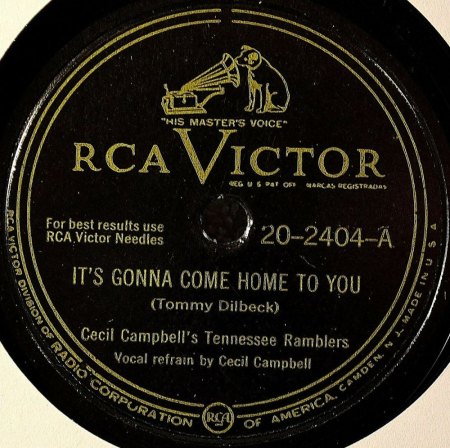 "HIS MASTER'S VOICE"
RCA VICTOR
REG U S PAT OFF MARCAS REGISTRADAS
For best results use
RCA Victor Needles
20-2404-A
IT'S GONNA COME HOME TO YOU
(Tommy Dilbeck)
Cecil Campbell's Tennessee Ramblers
Vocal refrain by Cecil Campbell
RCA VICTOR DIVISION OF RADIO CORPORATION OF AMERICA, CAMDEN, N.J. MADE IN U.S.A.
RCA